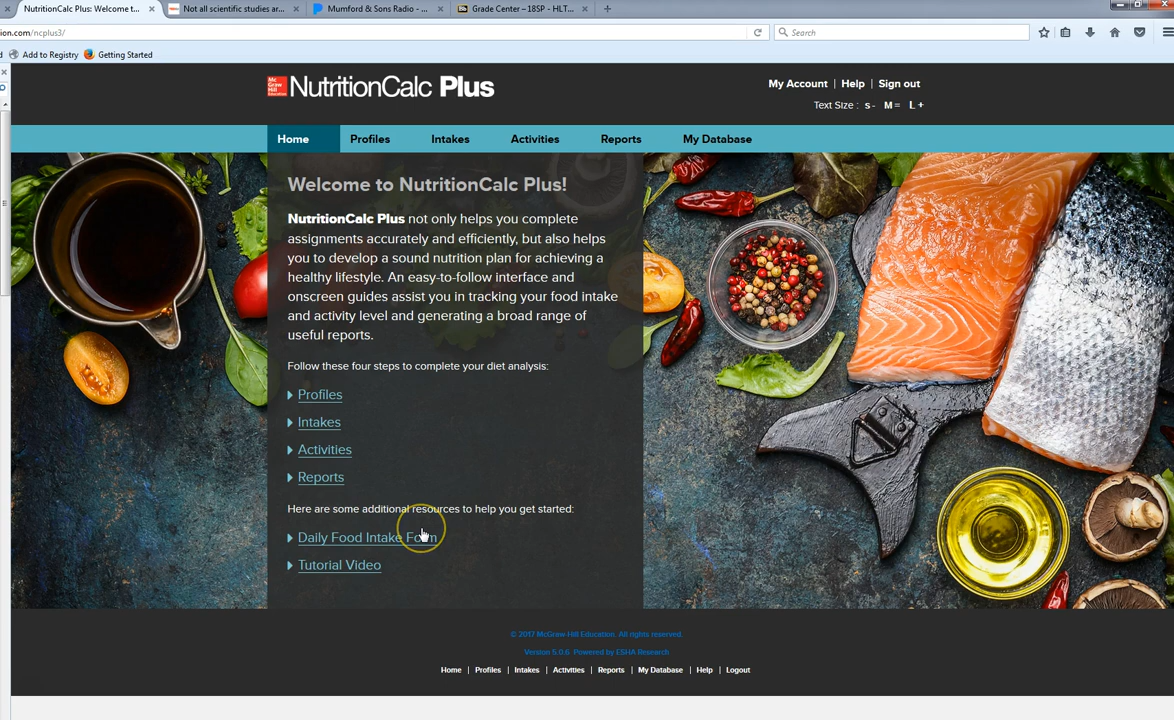 NutritionCalc Plus: Welcome t...
Not all scientific studies ar...
Mumford & Sons Radio - ...
Grade Center – 18SP - HLT...
ion.com/ncplus3/
Search
Add to Registry
Getting Started
Mc Graw Hill Education
NutritionCalc Plus
My Account | Help | Sign out
Text Size : S - M = L +
Home Profiles Intakes Activities Reports My Database
Welcome to NutritionCalc Plus!
NutritionCalc Plus not only helps you complete
assignments accurately and efficiently, but also helps
you to develop a sound nutrition plan for achieving a
healthy lifestyle. An easy-to-follow interface and
onscreen guides assist you in tracking your food intake
and activity level and generating a broad range of
useful reports.
Follow these four steps to complete your diet analysis:
Profiles
Intakes
Activities
Reports
Here are some additional resources to help you get started:
Daily Food Intake Form
Tutorial Video
© 2017 McGraw-Hill Education. All rights reserved.
Version 5.0.6 Powered by ESHA Research
Home | Profiles | Intakes | Activities | Reports | My Database | Help | Logout